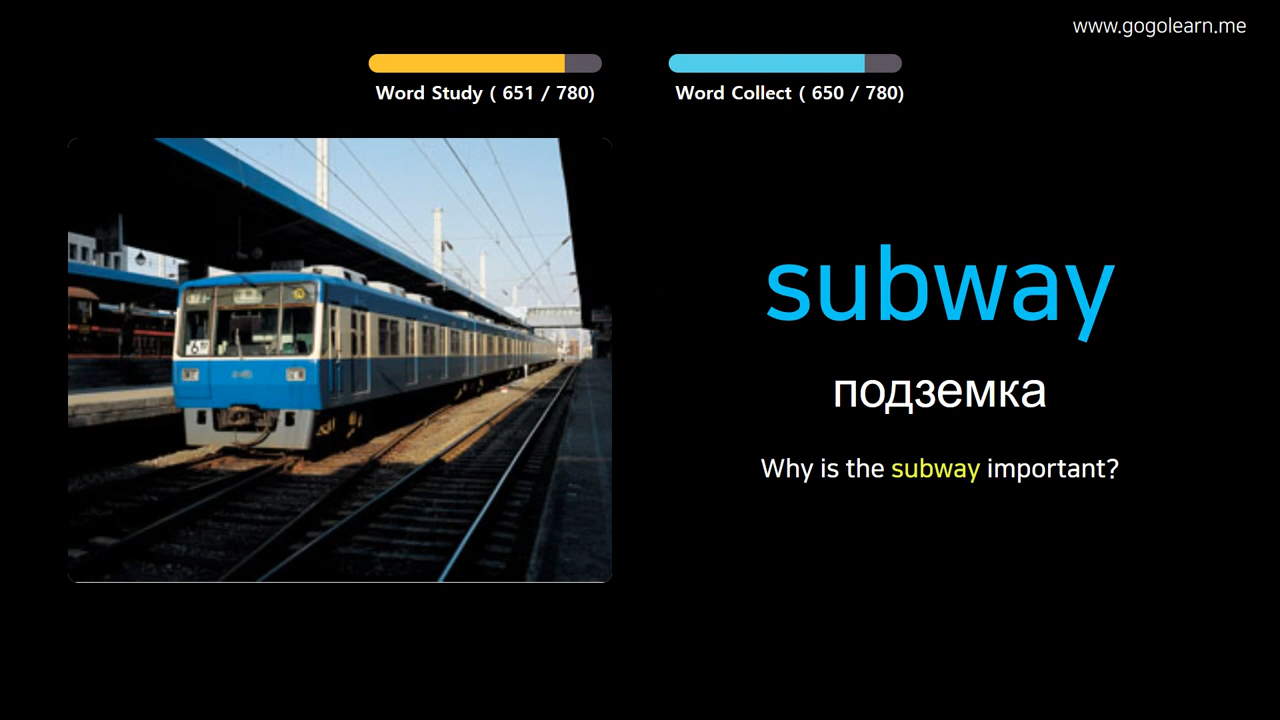 www.gogolearn.me
Word Study ( 651 / 780)
Word Collect ( 650 / 780)
subway
подземка
Why is the subway important?